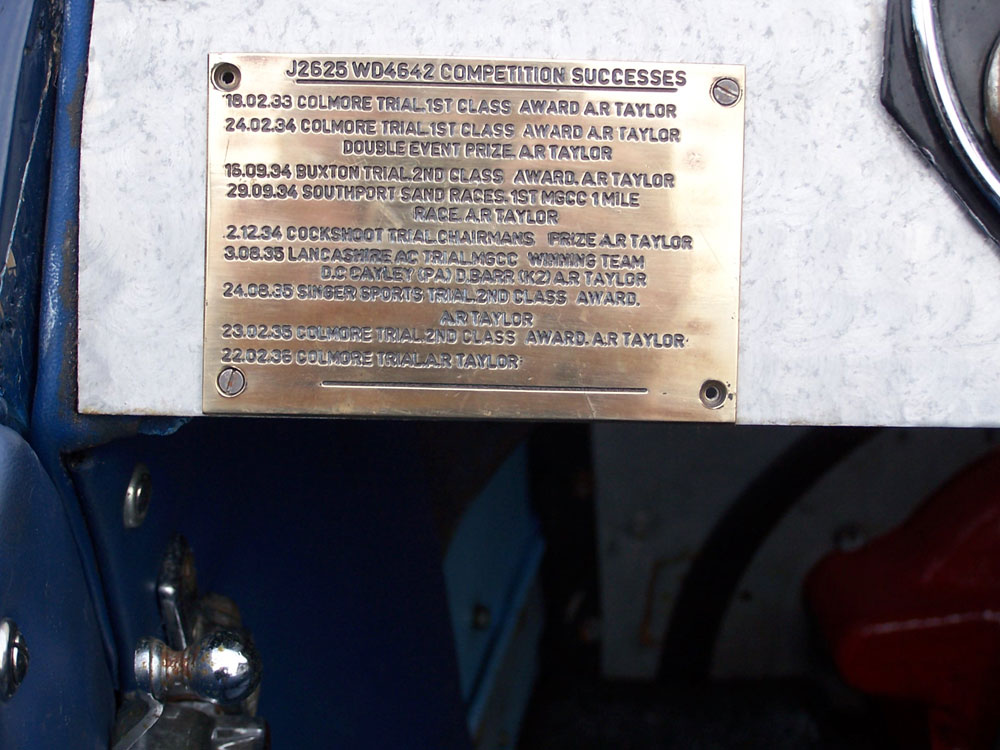 J2625 WD4642 COMPETITION SUCCESSES
18.02.33 COLMORE TRIAL.1ST CLASS AWARD A.R TAYLOR
24.02.34 COLMORE TRIAL.1ST CLASS AWARD A.R TAYLOR
DOUBLE EVENT PRIZE. A.R TAYLOR
16.09.34 BUXTON TRIAL.2ND CLASS AWARD. A.R TAYLOR
29.09.34 SOUTHPORT SAND RACES. 1ST MGCC 1 MILE
RACE. A.R TAYLOR
2.12.34 COCKSHOOT TRIAL.CHAIRMANS PRIZE A.R TAYLOR
3.08.35 LANCASHIRE AC TRIAL.MGCC WINNING TEAM
D.C CAYLEY (PA) D.BARR (K2) A.R TAYLOR
24.08.35 SINGER SPORTS TRIAL.2ND CLASS AWARD.
A.R TAYLOR
23.02.35 COLMORE TRIAL.2ND CLASS AWARD. A.R TAYLOR
22.02.36 COLMORE TRIAL.A.R TAYLOR